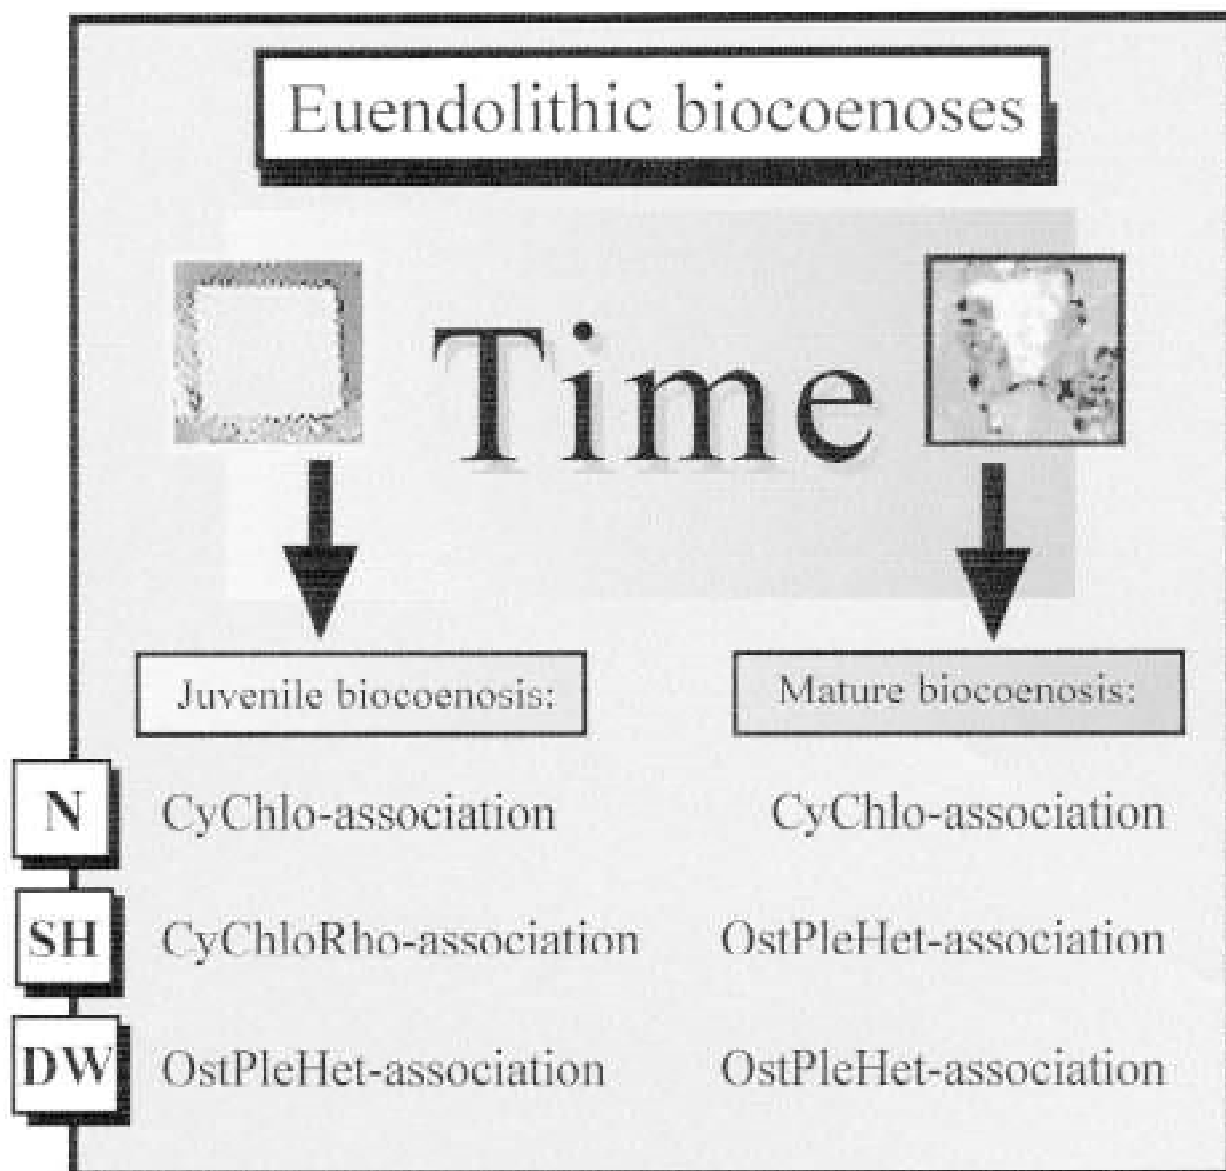 Euendolithic biocoenoses
Time
Juvenile biocoenosis: Mature biocoenosis:
N CyChlo-association CyChlo-association
SH CyChloRho-association OstPleHet-association
DW OstPleHet-association OstPleHet-association